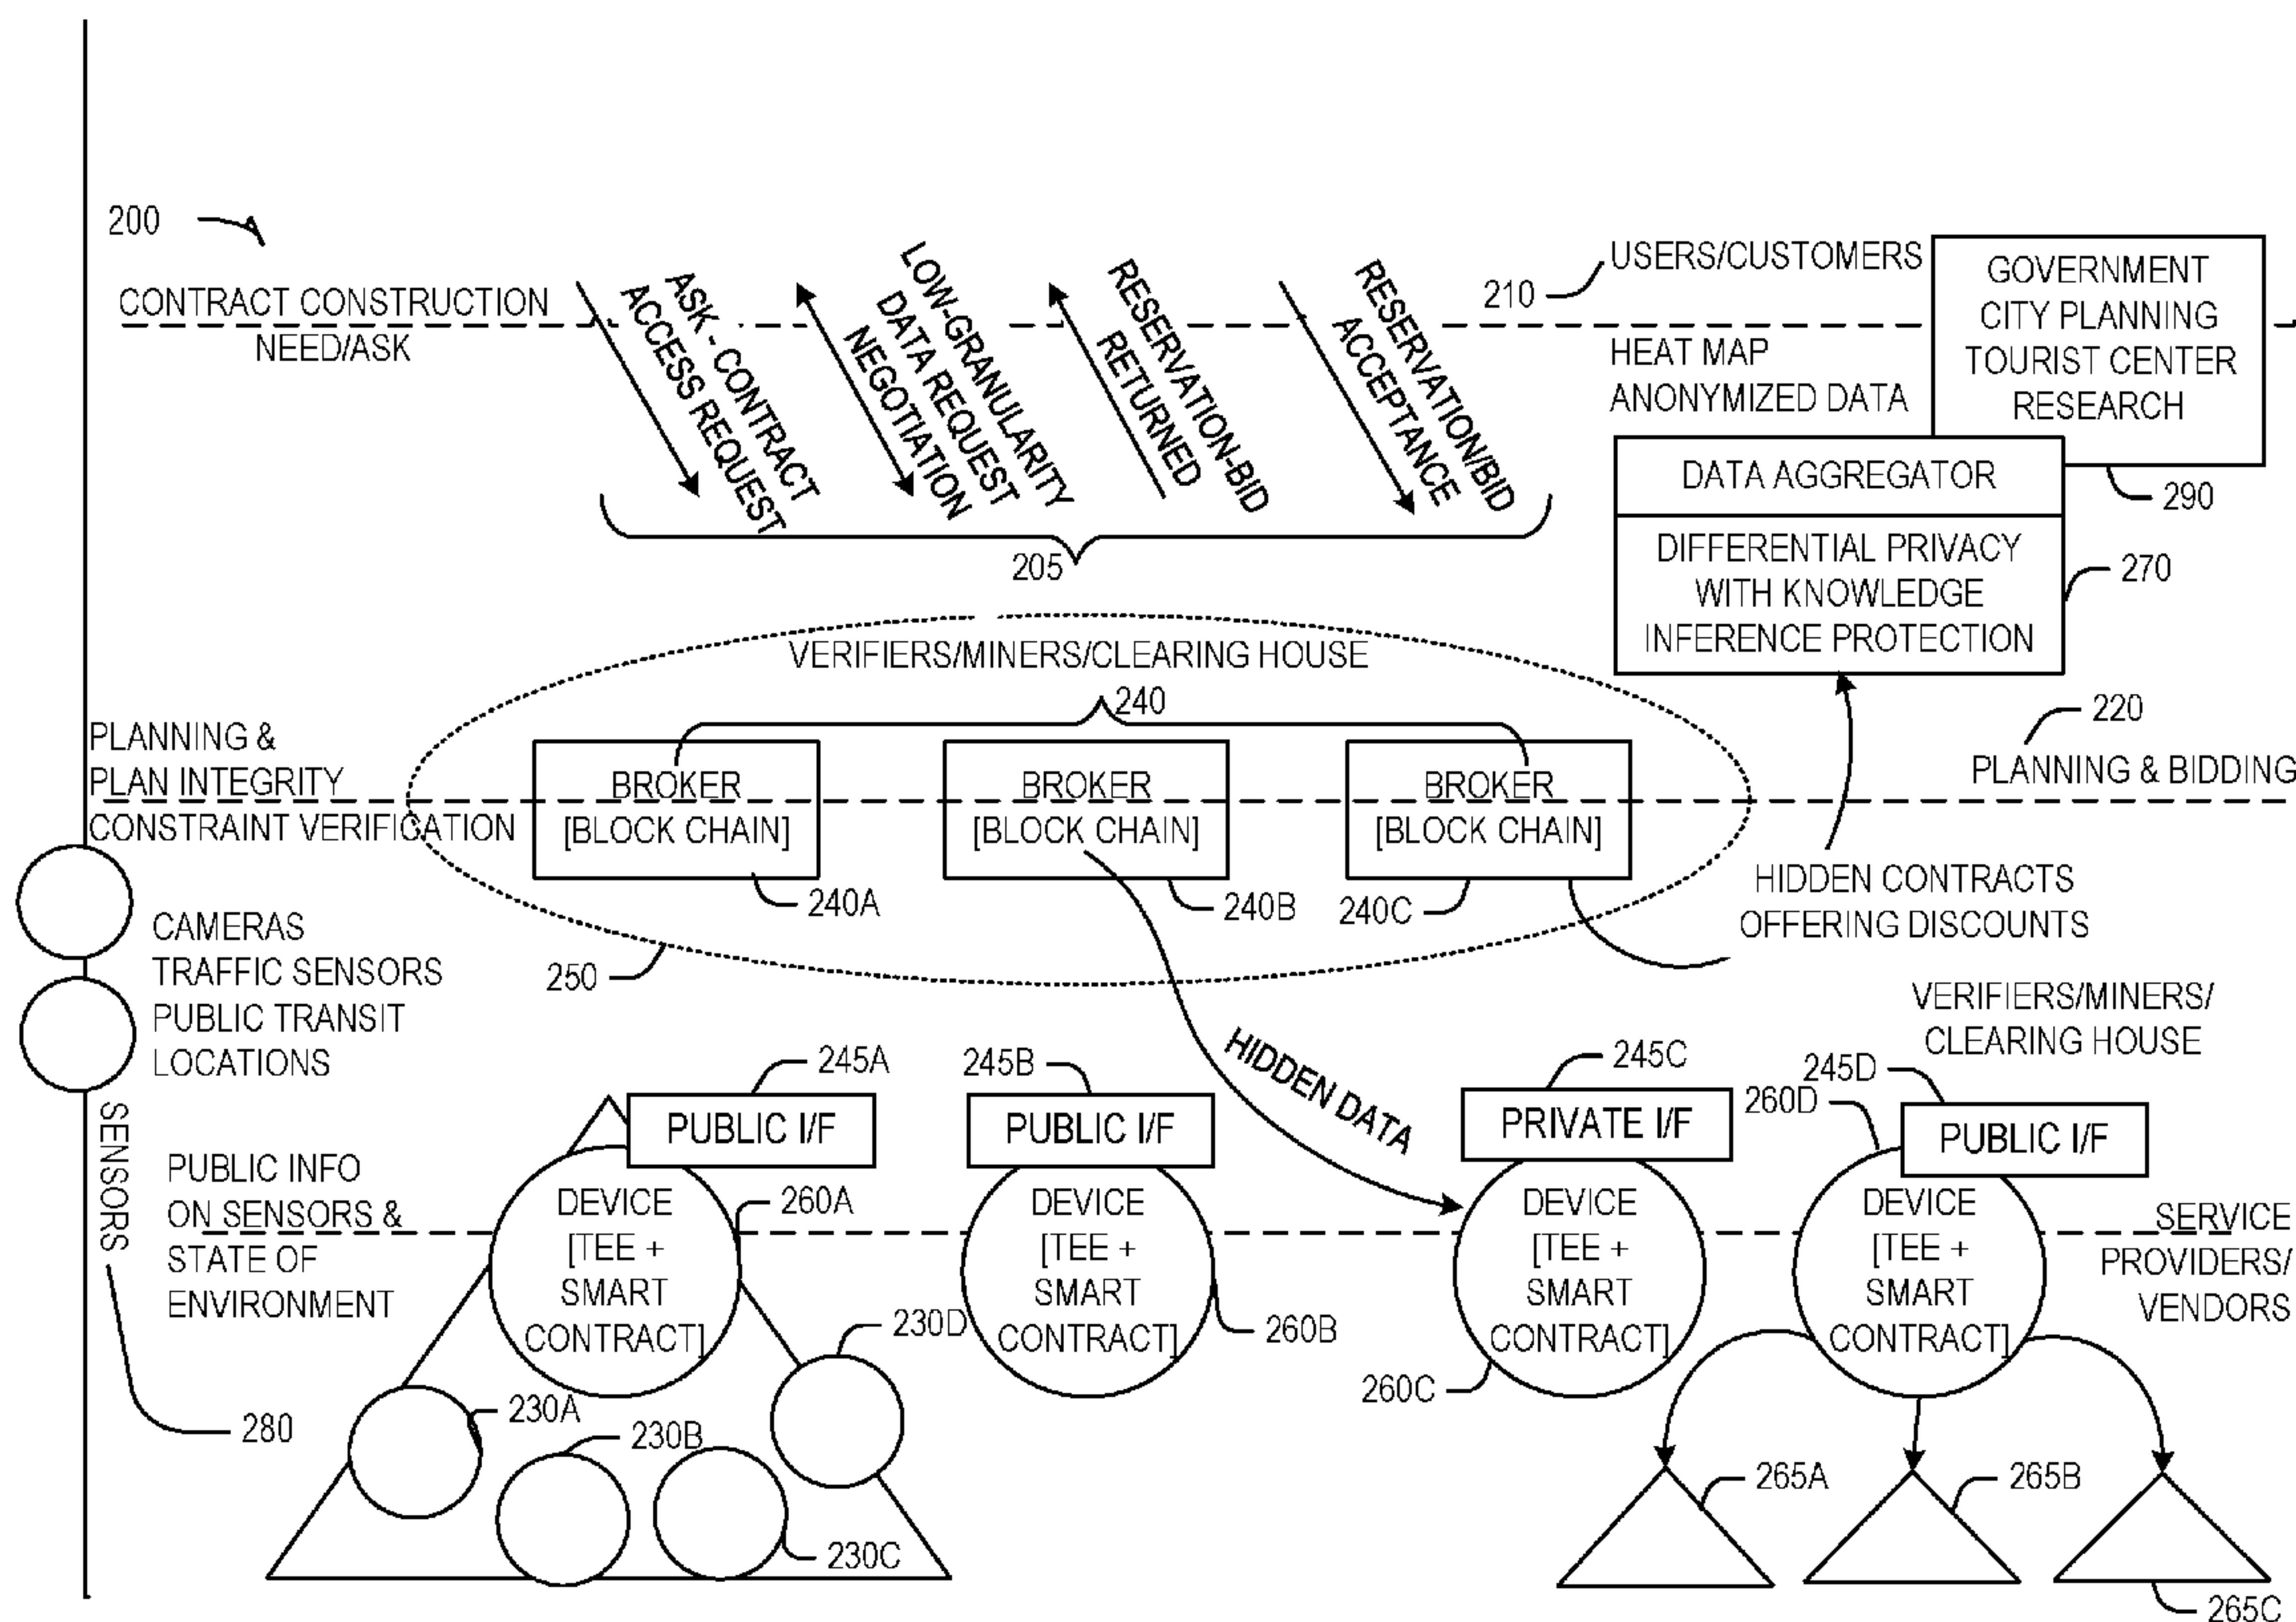 200
CONTRACT CONSTRUCTION
NEED/ASK
ASK - CONTRACT
ACCESS REQUEST
LOW-GRANULARITY
DATA REQUEST
NEGOTIATION
RESERVATION-BID
RETURNED
RESERVATION/BID
ACCEPTANCE
205
210
USERS/CUSTOMERS
HEAT MAP
ANONYMIZED DATA
GOVERNMENT
CITY PLANNING
TOURIST CENTER
RESEARCH
290
DATA AGGREGATOR
DIFFERENTIAL PRIVACY
WITH KNOWLEDGE
INFERENCE PROTECTION
270
VERIFIERS/MINERS/CLEARING HOUSE
240
PLANNING &
PLAN INTEGRITY
CONSTRAINT VERIFICATION
BROKER
[BLOCK CHAIN]
240A
BROKER
[BLOCK CHAIN]
240B
BROKER
[BLOCK CHAIN]
240C
220
PLANNING & BIDDING
HIDDEN CONTRACTS
OFFERING DISCOUNTS
250
CAMERAS
TRAFFIC SENSORS
PUBLIC TRANSIT
LOCATIONS
SENSORS
280
HIDDEN DATA
VERIFIERS/MINERS/
CLEARING HOUSE
PUBLIC INFO
ON SENSORS &
STATE OF
ENVIRONMENT
245A
PUBLIC I/F
DEVICE
[TEE +
SMART
CONTRACT]
260A
245B
PUBLIC I/F
DEVICE
[TEE +
SMART
CONTRACT]
260B
245C
PRIVATE I/F
DEVICE
[TEE +
SMART
CONTRACT]
260C
245D
260D
PUBLIC I/F
DEVICE
[TEE +
SMART
CONTRACT]
SERVICE
PROVIDERS/
VENDORS
230A
230B
230C
230D
265A
265B
265C